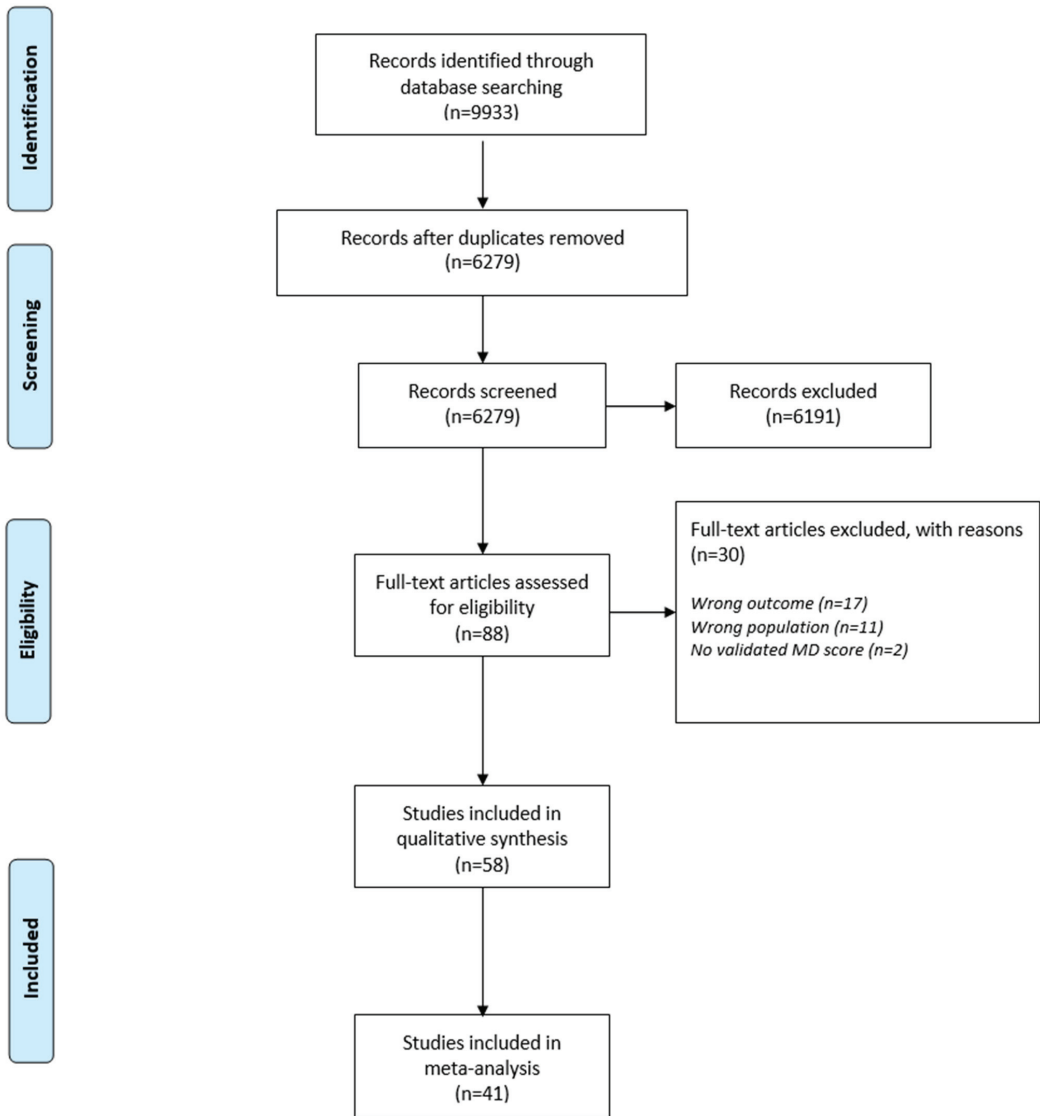 Identification
Records identified through
database searching
(n=9933)
Records after duplicates removed
(n=6279)
Screening
Records screened
(n=6279)
Records excluded
(n=6191)
Eligibility
Full-text articles assessed
for eligibility
(n=88)
Full-text articles excluded, with reasons
(n=30)
Wrong outcome (n=17)
Wrong population (n=11)
No validated MD score (n=2)
Studies included in
qualitative synthesis
(n=58)
Included
Studies included in
meta-analysis
(n=41)